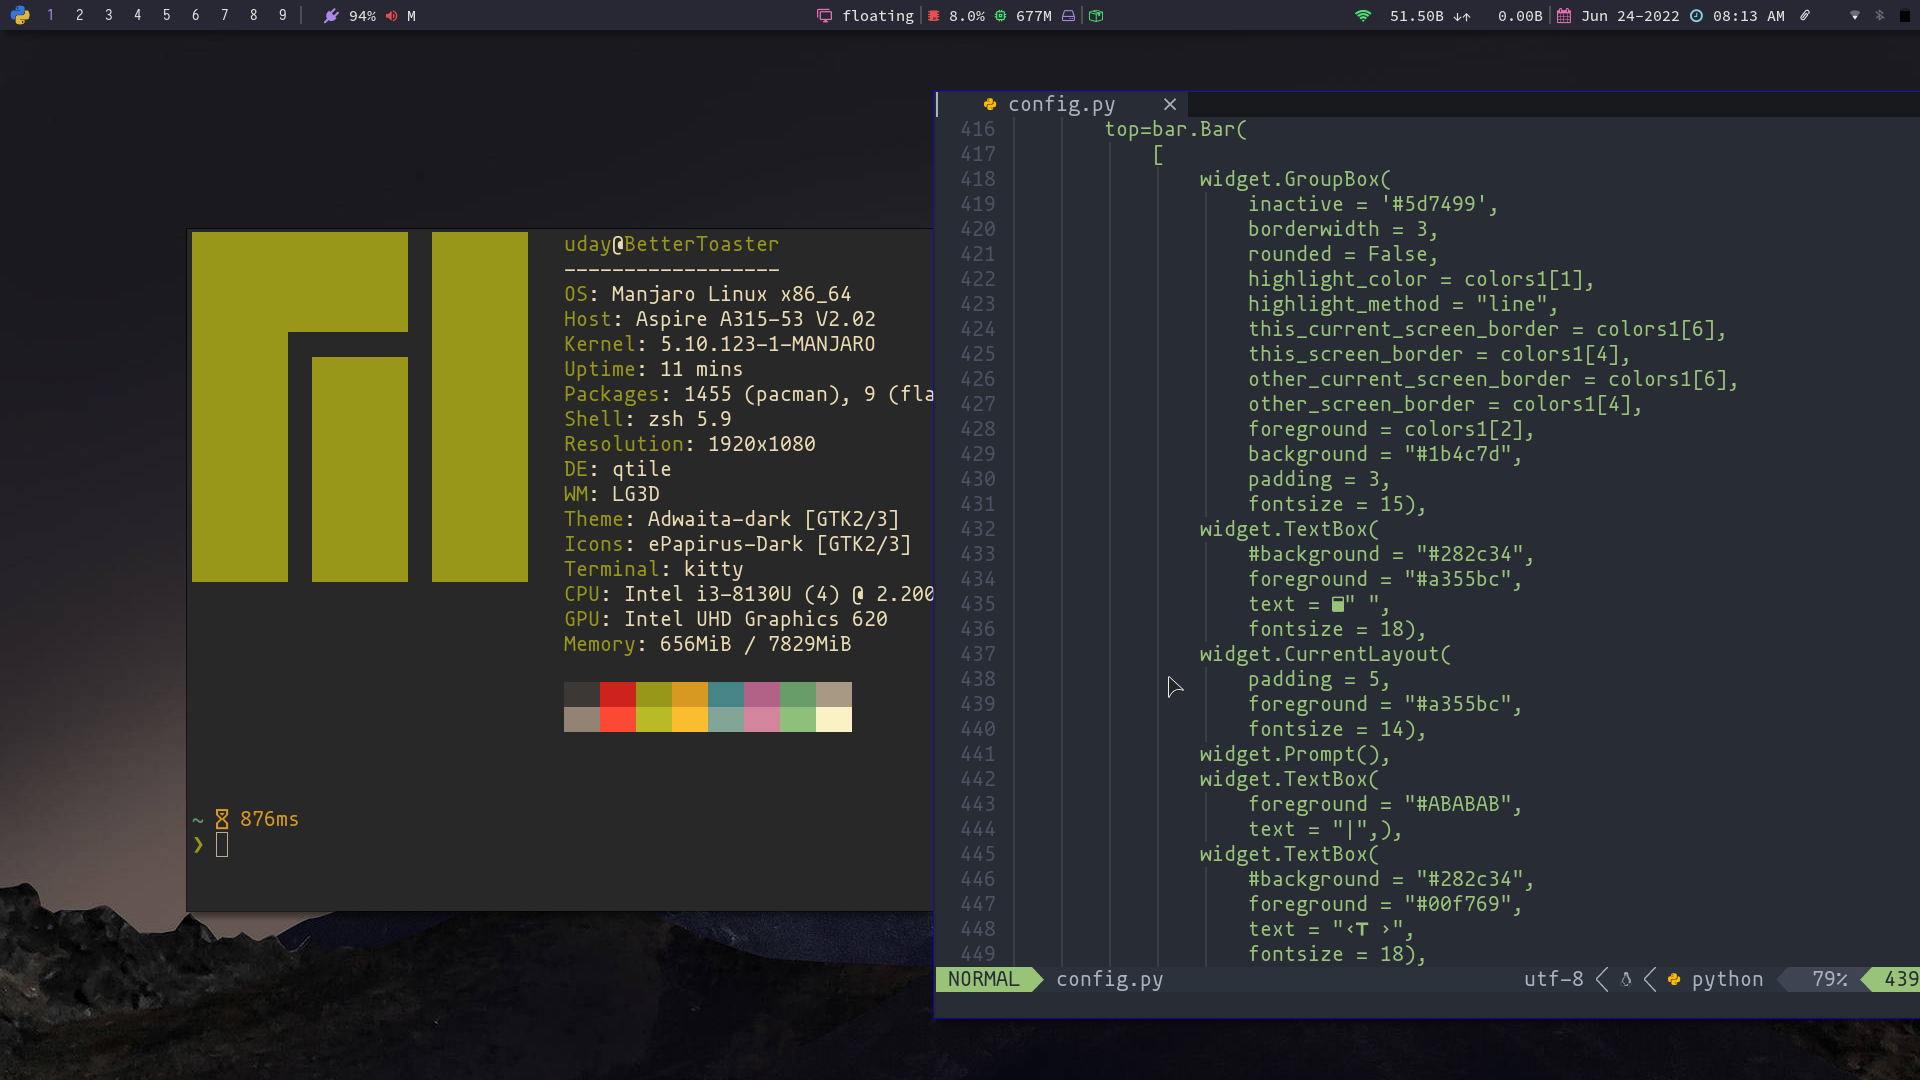 1 2 3 4 5 6 7 8 9 | 94% M floating | 8.0% 677M | 51.50B ↓↑ 0.00B | Jun 24-2022 08:13 AM
uday@BetterToaster
------------------
OS: Manjaro Linux x86_64
Host: Aspire A315-53 V2.02
Kernel: 5.10.123-1-MANJARO
Uptime: 11 mins
Packages: 1455 (pacman), 9 (fla
Shell: zsh 5.9
Resolution: 1920x1080
DE: qtile
WM: LG3D
Theme: Adwaita-dark [GTK2/3]
Icons: ePapirus-Dark [GTK2/3]
Terminal: kitty
CPU: Intel i3-8130U (4) @ 2.200
GPU: Intel UHD Graphics 620
Memory: 656MiB / 7829MiB
~ 876ms
❯
config.py ×
416 top=bar.Bar(
417 [
418 widget.GroupBox(
419 inactive = '#5d7499',
420 borderwidth = 3,
421 rounded = False,
422 highlight_color = colors1[1],
423 highlight_method = "line",
424 this_current_screen_border = colors1[6],
425 this_screen_border = colors1[4],
426 other_current_screen_border = colors1[6],
427 other_screen_border = colors1[4],
428 foreground = colors1[2],
429 background = "#1b4c7d",
430 padding = 3,
431 fontsize = 15),
432 widget.TextBox(
433 #background = "#282c34",
434 foreground = "#a355bc",
435 text = " ",
436 fontsize = 18),
437 widget.CurrentLayout(
438 padding = 5,
439 foreground = "#a355bc",
440 fontsize = 14),
441 widget.Prompt(),
442 widget.TextBox(
443 foreground = "#ABABAB",
444 text = "|",),
445 widget.TextBox(
446 #background = "#282c34",
447 foreground = "#00f769",
448 text = "<T >",
449 fontsize = 18),
NORMAL config.py utf-8 python 79% 439